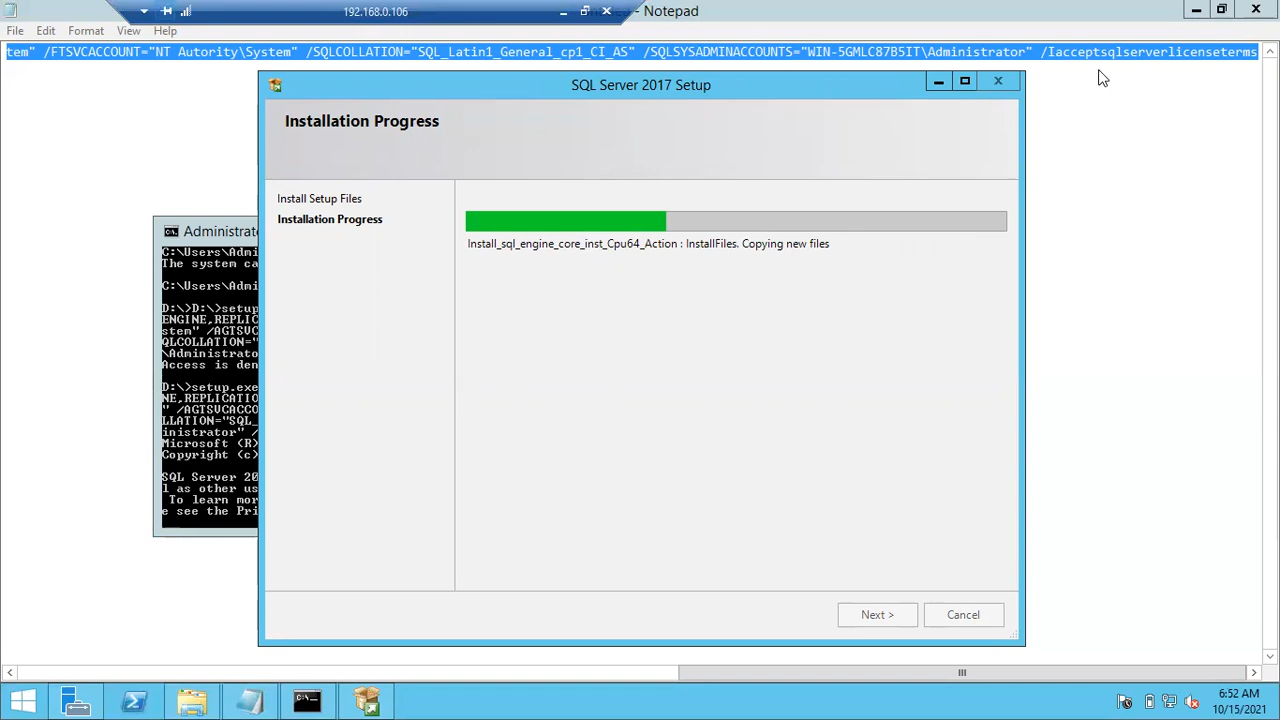 192.168.0.106
- Notepad
File Edit Format View Help
tem" /FTSVCACCOUNT="NT Autority\System" /SQLCOLLATION="SQL_Latin1_General_cp1_CI_AS" /SQLSYSADMINACCOUNTS="WIN-5GMLC87B5IT\Administrator" /Iacceptsqlserverlicenseterms
SQL Server 2017 Setup
Installation Progress
Install Setup Files
Installation Progress
Install_sql_engine_core_inst_Cpu64_Action : InstallFiles. Copying new files
Administrato
C:\Users\Admi
The system ca
C:\Users\Admi
D:\>D:\>setup
ENGINE,REPLIC
stem" /AGTSVC
QLCOLLATION="
\Administrato
Access is den
D:\>setup.exe
NE,REPLICATIO
" /AGTSVCACCO
LLATION="SQL_
inistrator" /
Microsoft (R)
Copyright (c)
SQL Server 20
l as other us
To learn mor
e see the Pri
Next >
Cancel
6:52 AM
10/15/2021